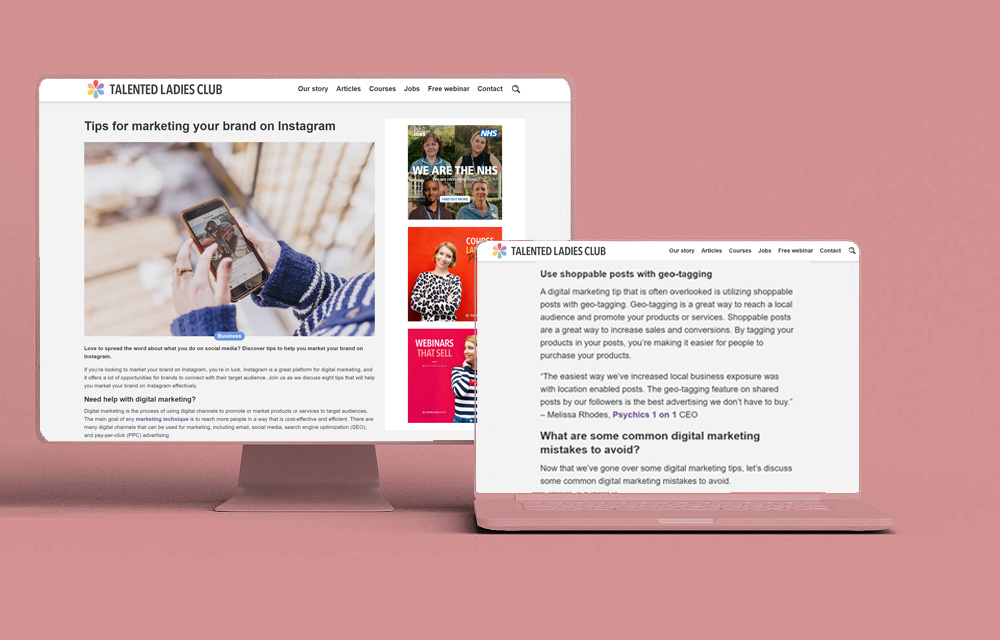 TALENTED LADIES CLUB
Our story Articles Courses Jobs Free webinar Contact
Tips for marketing your brand on Instagram
Business
Love to spread the word about what you do on social media? Discover tips to help you market your brand on
Instagram.
If you're looking to market your brand on Instagram, you're in luck. Instagram is a great platform for digital marketing, and
it offers a lot of opportunities for brands to connect with their target audience. Join us as we discuss eight tips that will help
you market your brand on Instagram effectively.
Need help with digital marketing?
Digital marketing is the process of using digital channels to promote or market products or services to target audiences.
The main goal of any marketing technique is to reach more people in a way that is cost-effective and efficient. There are
many digital channels that can be used for marketing, including email, social media, search engine optimization (SEO),
and pay-per-click (PPC) advertising.
NHS
WE ARE THE NHS
FIND OUT MORE
WEBINARS
THAT SELL
TALENTED LADIES CLUB
Our story Articles Courses Jobs Free webinar Contact
Use shoppable posts with geo-tagging
A digital marketing tip that is often overlooked is utilizing shoppable
posts with geo-tagging. Geo-tagging is a great way to reach a local
audience and promote your products or services. Shoppable posts
are a great way to increase sales and conversions. By tagging your
products in your posts, you're making it easier for people to
purchase your products.
“The easiest way we've increased local business exposure was
with location enabled posts. The geo-tagging feature on shared
posts by our followers is the best advertising we don't have to buy.”
– Melissa Rhodes, Psychics 1 on 1 CEO
What are some common digital marketing
mistakes to avoid?
Now that we've gone over some digital marketing tips, let's discuss
some common digital marketing mistakes to avoid.